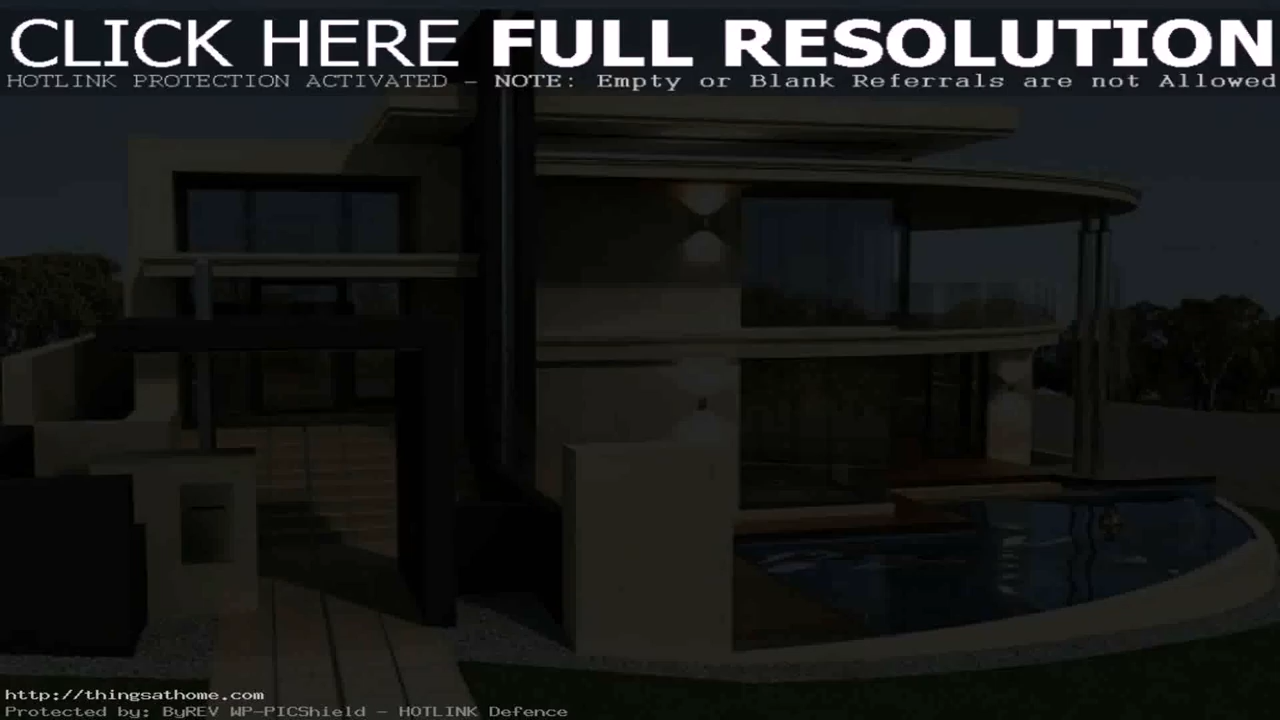 CLICK HERE FULL RESOLUTION
HOTLINK PROTECTION ACTIVATED - NOTE: Empty or Blank Referrals are not Allowed
http://thingsathome.com
Protected by: ByREV WP-PICShield - HOTLINK Defence